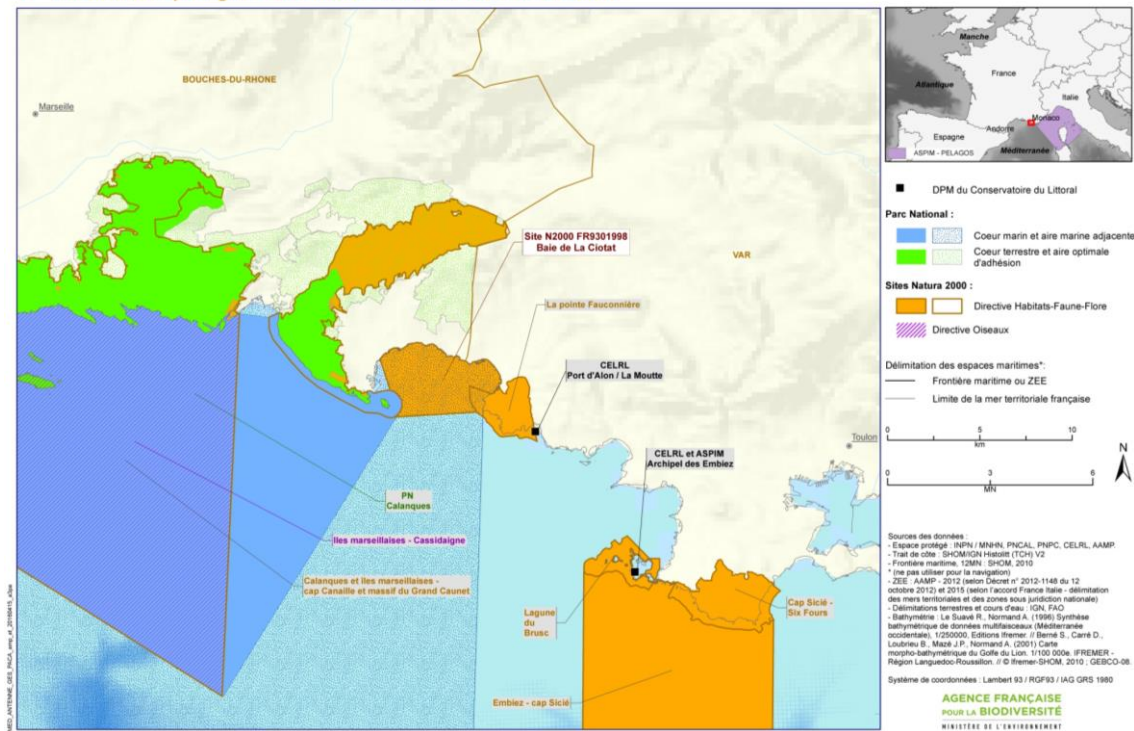 BOUCHES-DU-RHONE
Marseille
VAR
Site N2000 FR9301998
Baie de La Ciotat
La pointe Fauconnière
CELRL
Port d'Alon / La Moutte
Toulon
CELRL et ASPIM
Archipel des Embiez
PN
Calanques
Iles marseillaises - Cassidaigne
Calanques et îles marseillaises -
cap Canaille et massif du Grand Caunet
Lagune
du
Brusc
Cap Sicié -
Six Fours
Embiez - cap Sicié
Manche
France
Atlantique
Italie
Monaco
Andorre
Espagne
Méditerranée
ASPIM - PELAGOS
DPM du Conservatoire du Littoral
Parc National :
Coeur marin et aire marine adjacente
Coeur terrestre et aire optimale
d'adhésion
Sites Natura 2000 :
Directive Habitats-Faune-Flore
Directive Oiseaux
Délimitation des espaces maritimes*:
Frontière maritime ou ZEE
Limite de la mer territoriale française
0 5 10
km
N
0 3 6
MN
Sources des données :
- Espace protégé : INPN / MNHN, PNCAL, PNPC, CELRL, AAMP.
- Trait de côte : SHOM/IGN Histolitt (TCH) V2
- Frontière maritime, 12MN : SHOM, 2010
* (ne pas utiliser pour la navigation)
- ZEE : AAMP - 2012 (selon Décret n° 2012-1148 du 12
octobre 2012) et 2015 (selon l'accord France Italie - délimitation
des mers territoriales et des zones sous juridiction nationale)
- Délimitations terrestres et cours d'eau : IGN, FAO
- Bathymétrie : Le Suavé R., Normand A. (1996) Synthèse
bathymétrique de données multifaisceaux (Méditerranée
occidentale), 1/250000, Editions Ifremer. // Berné S., Carré D.,
Loubrieu B., Mazé J.P., Normand A. (2001) Carte
morpho-bathymétrique du Golfe du Lion. 1/100 000e. IFREMER -
Région Languedoc-Roussillon. // © Ifremer-SHOM, 2010 ; GEBCO-08.
Système de coordonnées : Lambert 93 / RGF93 / IAG GRS 1980
AGENCE FRANÇAISE
POUR LA BIODIVERSITÉ
MINISTÈRE DE L'ENVIRONNEMENT